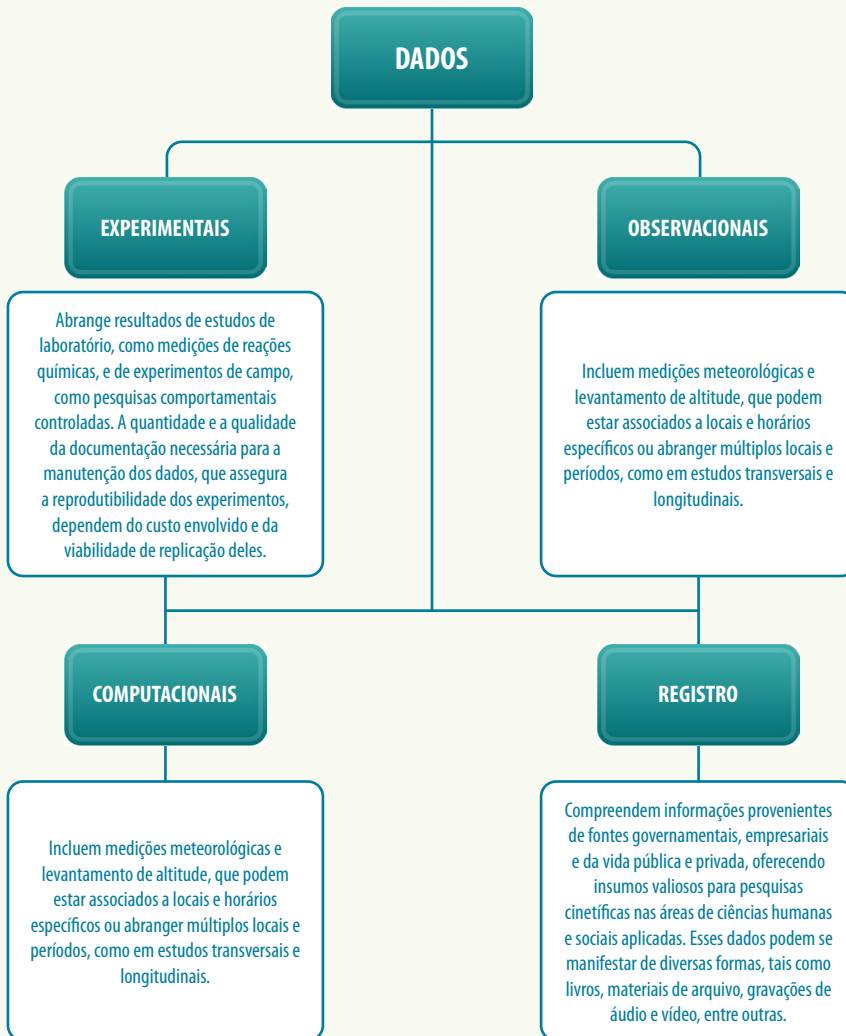 DADOS
EXPERIMENTAIS
Abrange resultados de estudos de
laboratório, como medições de reações
químicas, e de experimentos de campo,
como pesquisas comportamentais
controladas. A quantidade e a qualidade
da documentação necessária para a
manutenção dos dados, que assegura
a reprodutibilidade dos experimentos,
dependem do custo envolvido e da
viabilidade de replicação deles.
OBSERVACIONAIS
Incluem medições meteorológicas e
levantamento de altitude, que podem
estar associados a locais e horários
específicos ou abranger múltiplos locais e
períodos, como em estudos transversais e
longitudinais.
COMPUTACIONAIS
Incluem medições meteorológicas e
levantamento de altitude, que podem
estar associados a locais e horários
específicos ou abranger múltiplos locais e
períodos, como em estudos transversais e
longitudinais.
REGISTRO
Compreendem informações provenientes
de fontes governamentais, empresariais
e da vida pública e privada, oferecendo
insumos valiosos para pesquisas
cinetíficas nas áreas de ciências humanas
e sociais aplicadas. Esses dados podem se
manifestar de diversas formas, tais como
livros, materiais de arquivo, gravações de
áudio e vídeo, entre outras.